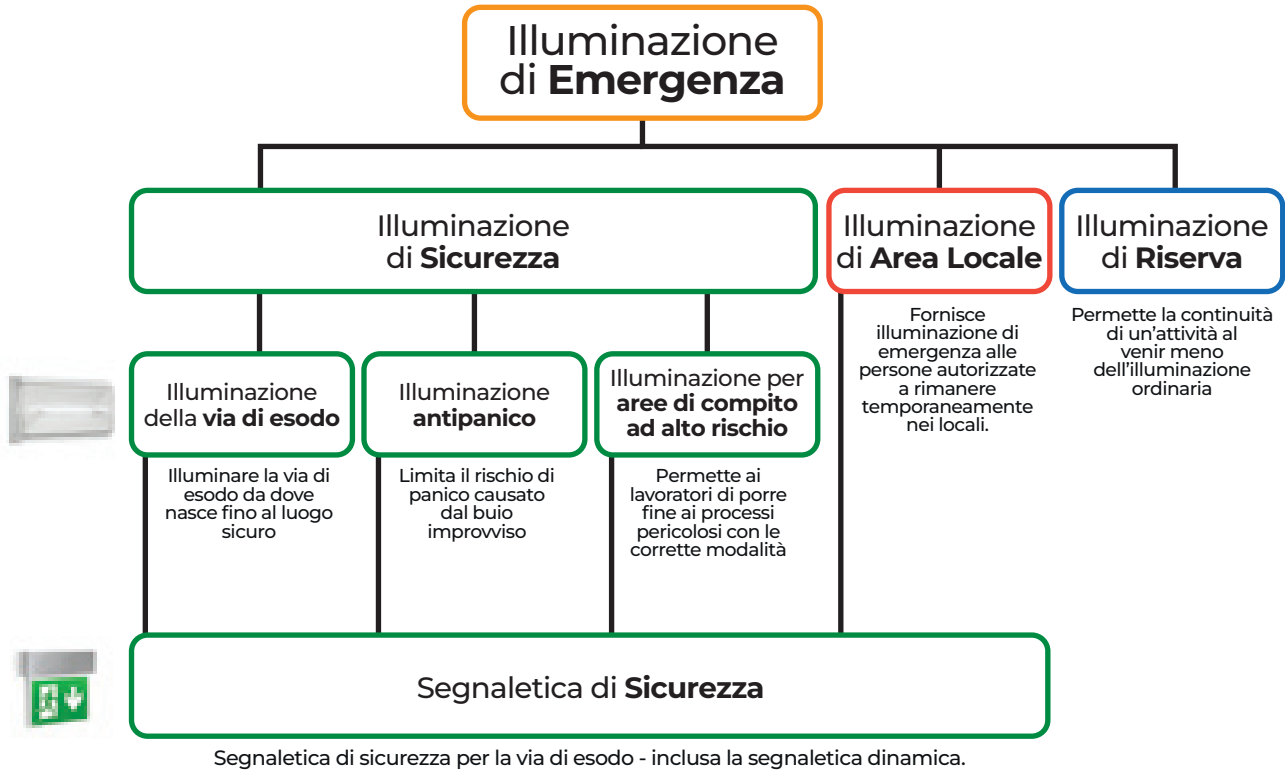 Illuminazione
di Emergenza
Illuminazione
di Sicurezza
Illuminazione
di Area Locale
Illuminazione
di Riserva
Fornisce
illuminazione di
emergenza alle
persone autorizzate
a rimanere
temporaneamente
nei locali.
Permette la continuità
di un’attività al
venir meno
dell’illuminazione
ordinaria
Illuminazione
della via di esodo
Illuminazione
antipanico
Illuminazione per
aree di compito
ad alto rischio
Illuminare la via di
esodo da dove
nasce fino al luogo
sicuro
Limita il rischio di
panico causato
dal buio
improvviso
Permette ai
lavoratori di porre
fine ai processi
pericolosi con le
corrette modalità
Segnaletica di Sicurezza
Segnaletica di sicurezza per la via di esodo - inclusa la segnaletica dinamica.